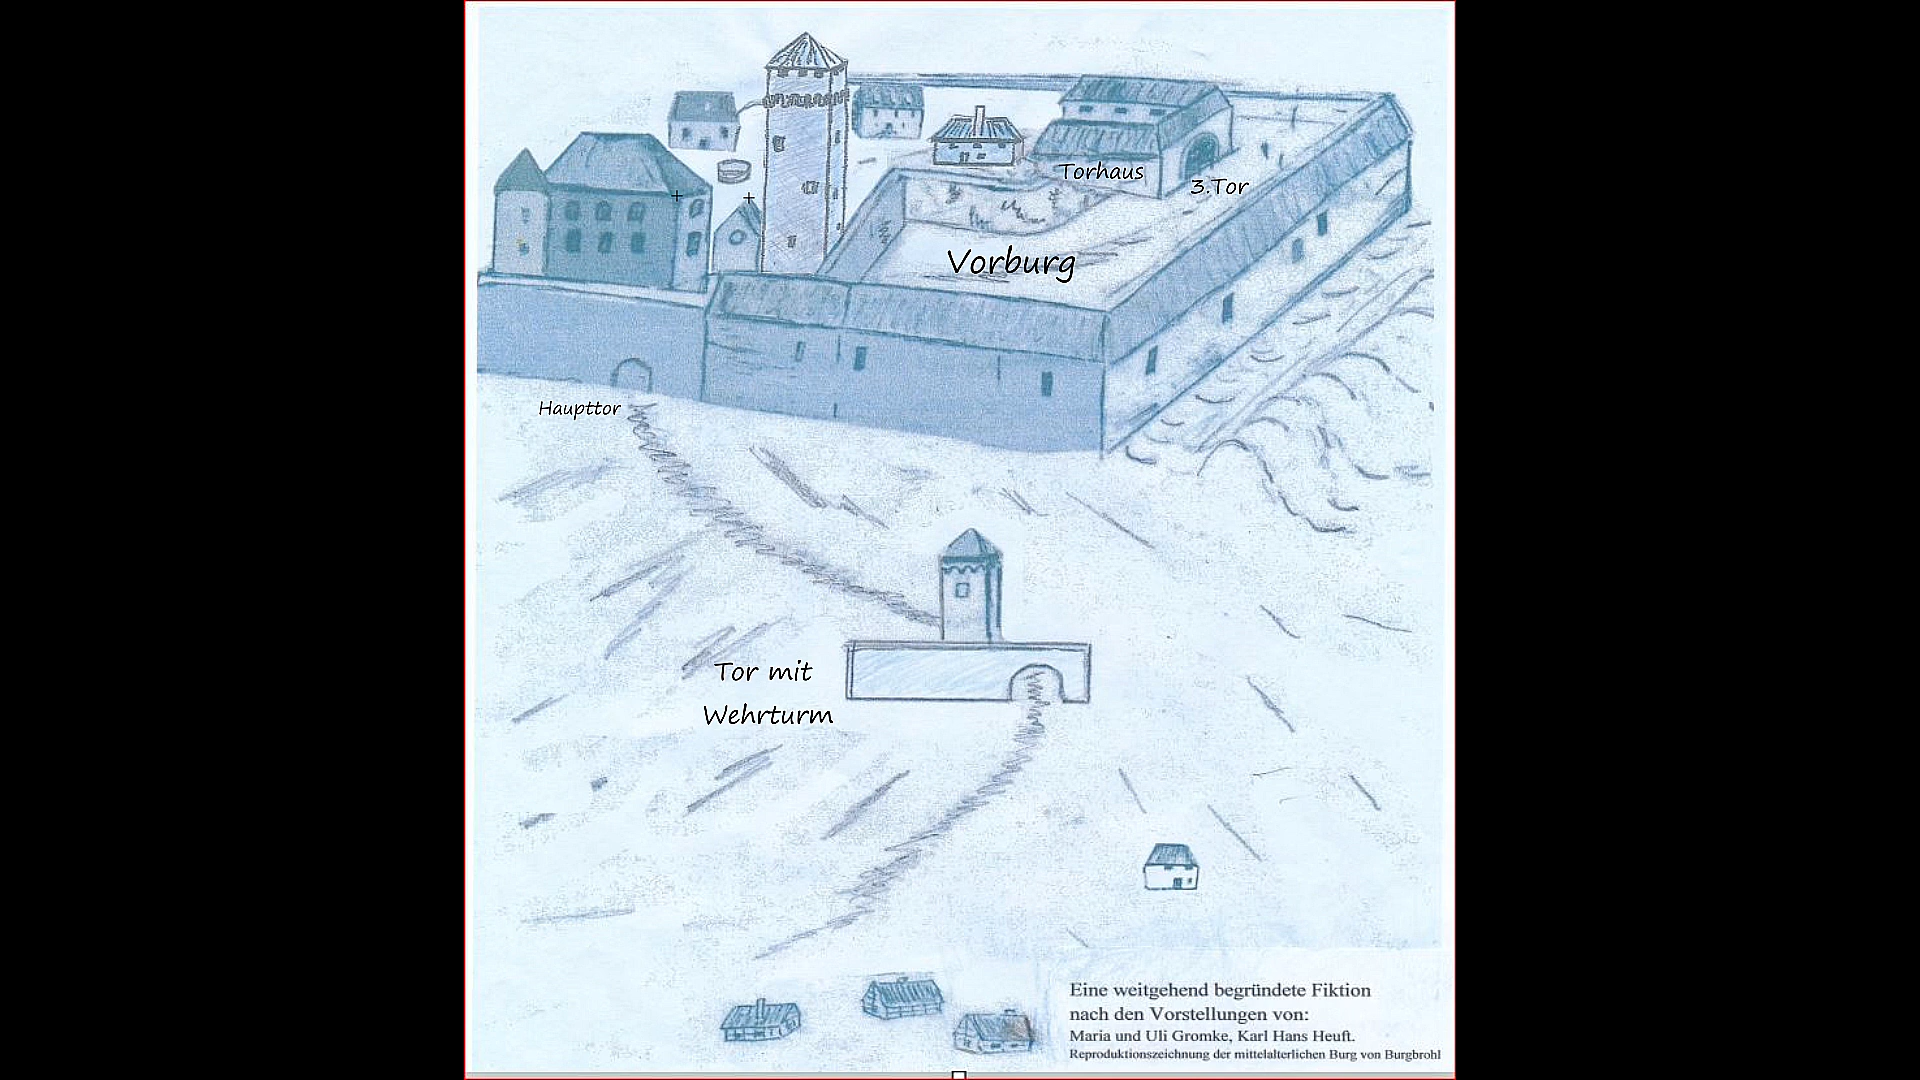 Torhaus
3.Tor
Vorburg
Haupttor
Tor mit
Wehrturm
Eine weitgehend begründete Fiktion
nach den Vorstellungen von:
Maria und Uli Gromke, Karl Hans Heuft.
Reproduktionszeichnung der mittelalterlichen Burg von Burgbrohl